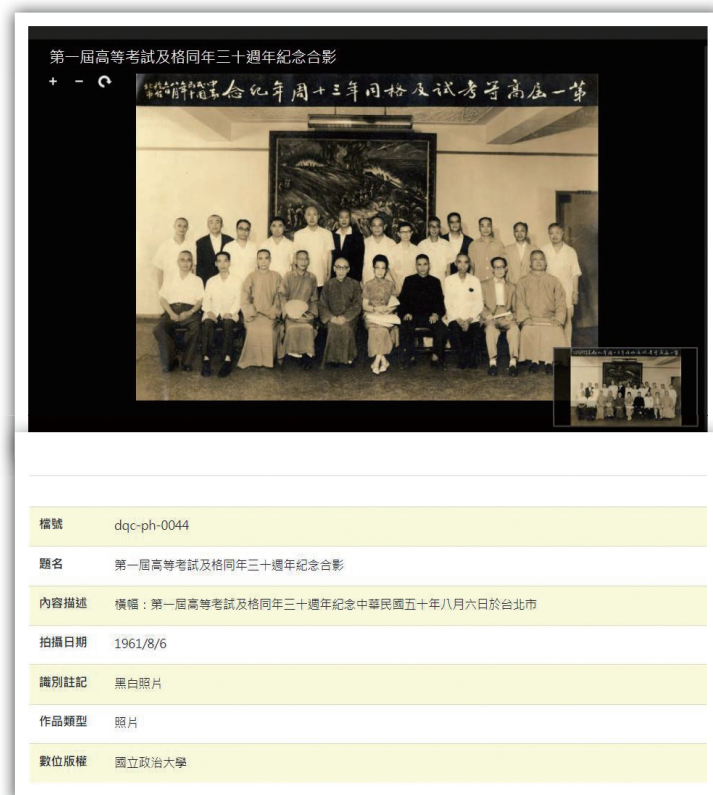 第一屆高等考試及格同年三十週年紀念合影
+ -
第一屆高等考試及格同年三十周年紀念
檔號 dqc-ph-0044
題名 第一屆高等考試及格同年三十週年紀念合影
內容描述 橫幅：第一屆高等考試及格同年三十週年紀念中華民國五十年八月六日於台北市
拍攝日期 1961/8/6
識別註記 黑白照片
作品類型 照片
數位版權 國立政治大學